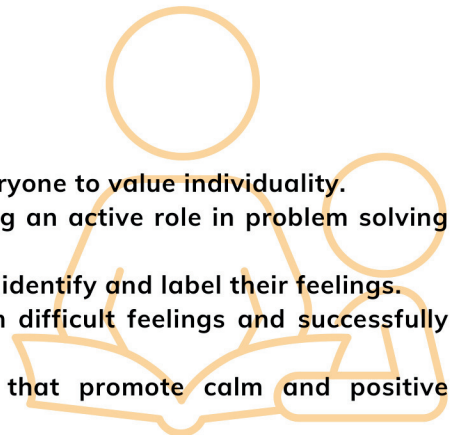 ryone to value individuality.
g an active role in problem solving
identify and label their feelings.
difficult feelings and successfully
that promote calm and positive